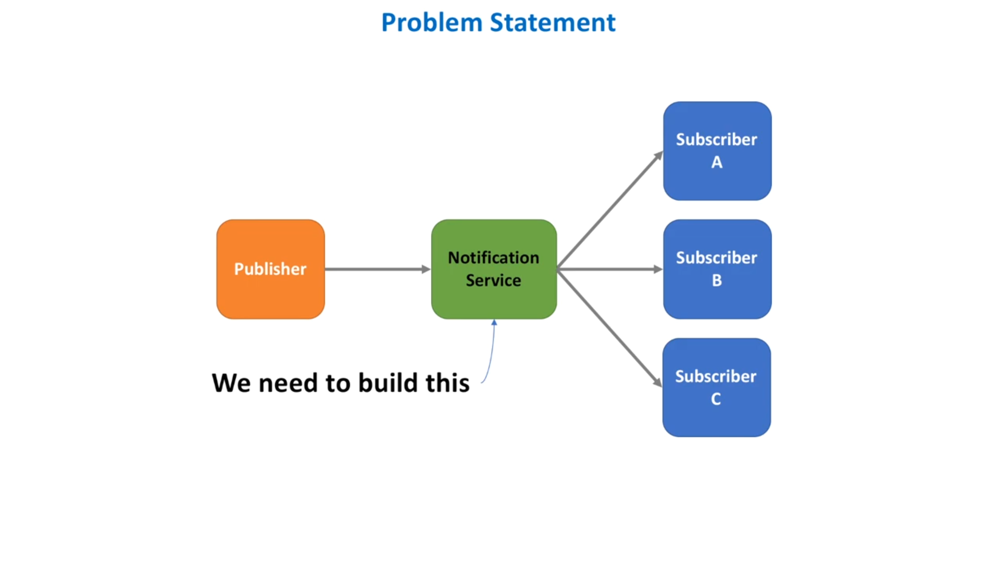 Problem Statement
Subscriber
A
Publisher
Notification
Service
Subscriber
B
We need to build this
Subscriber
C